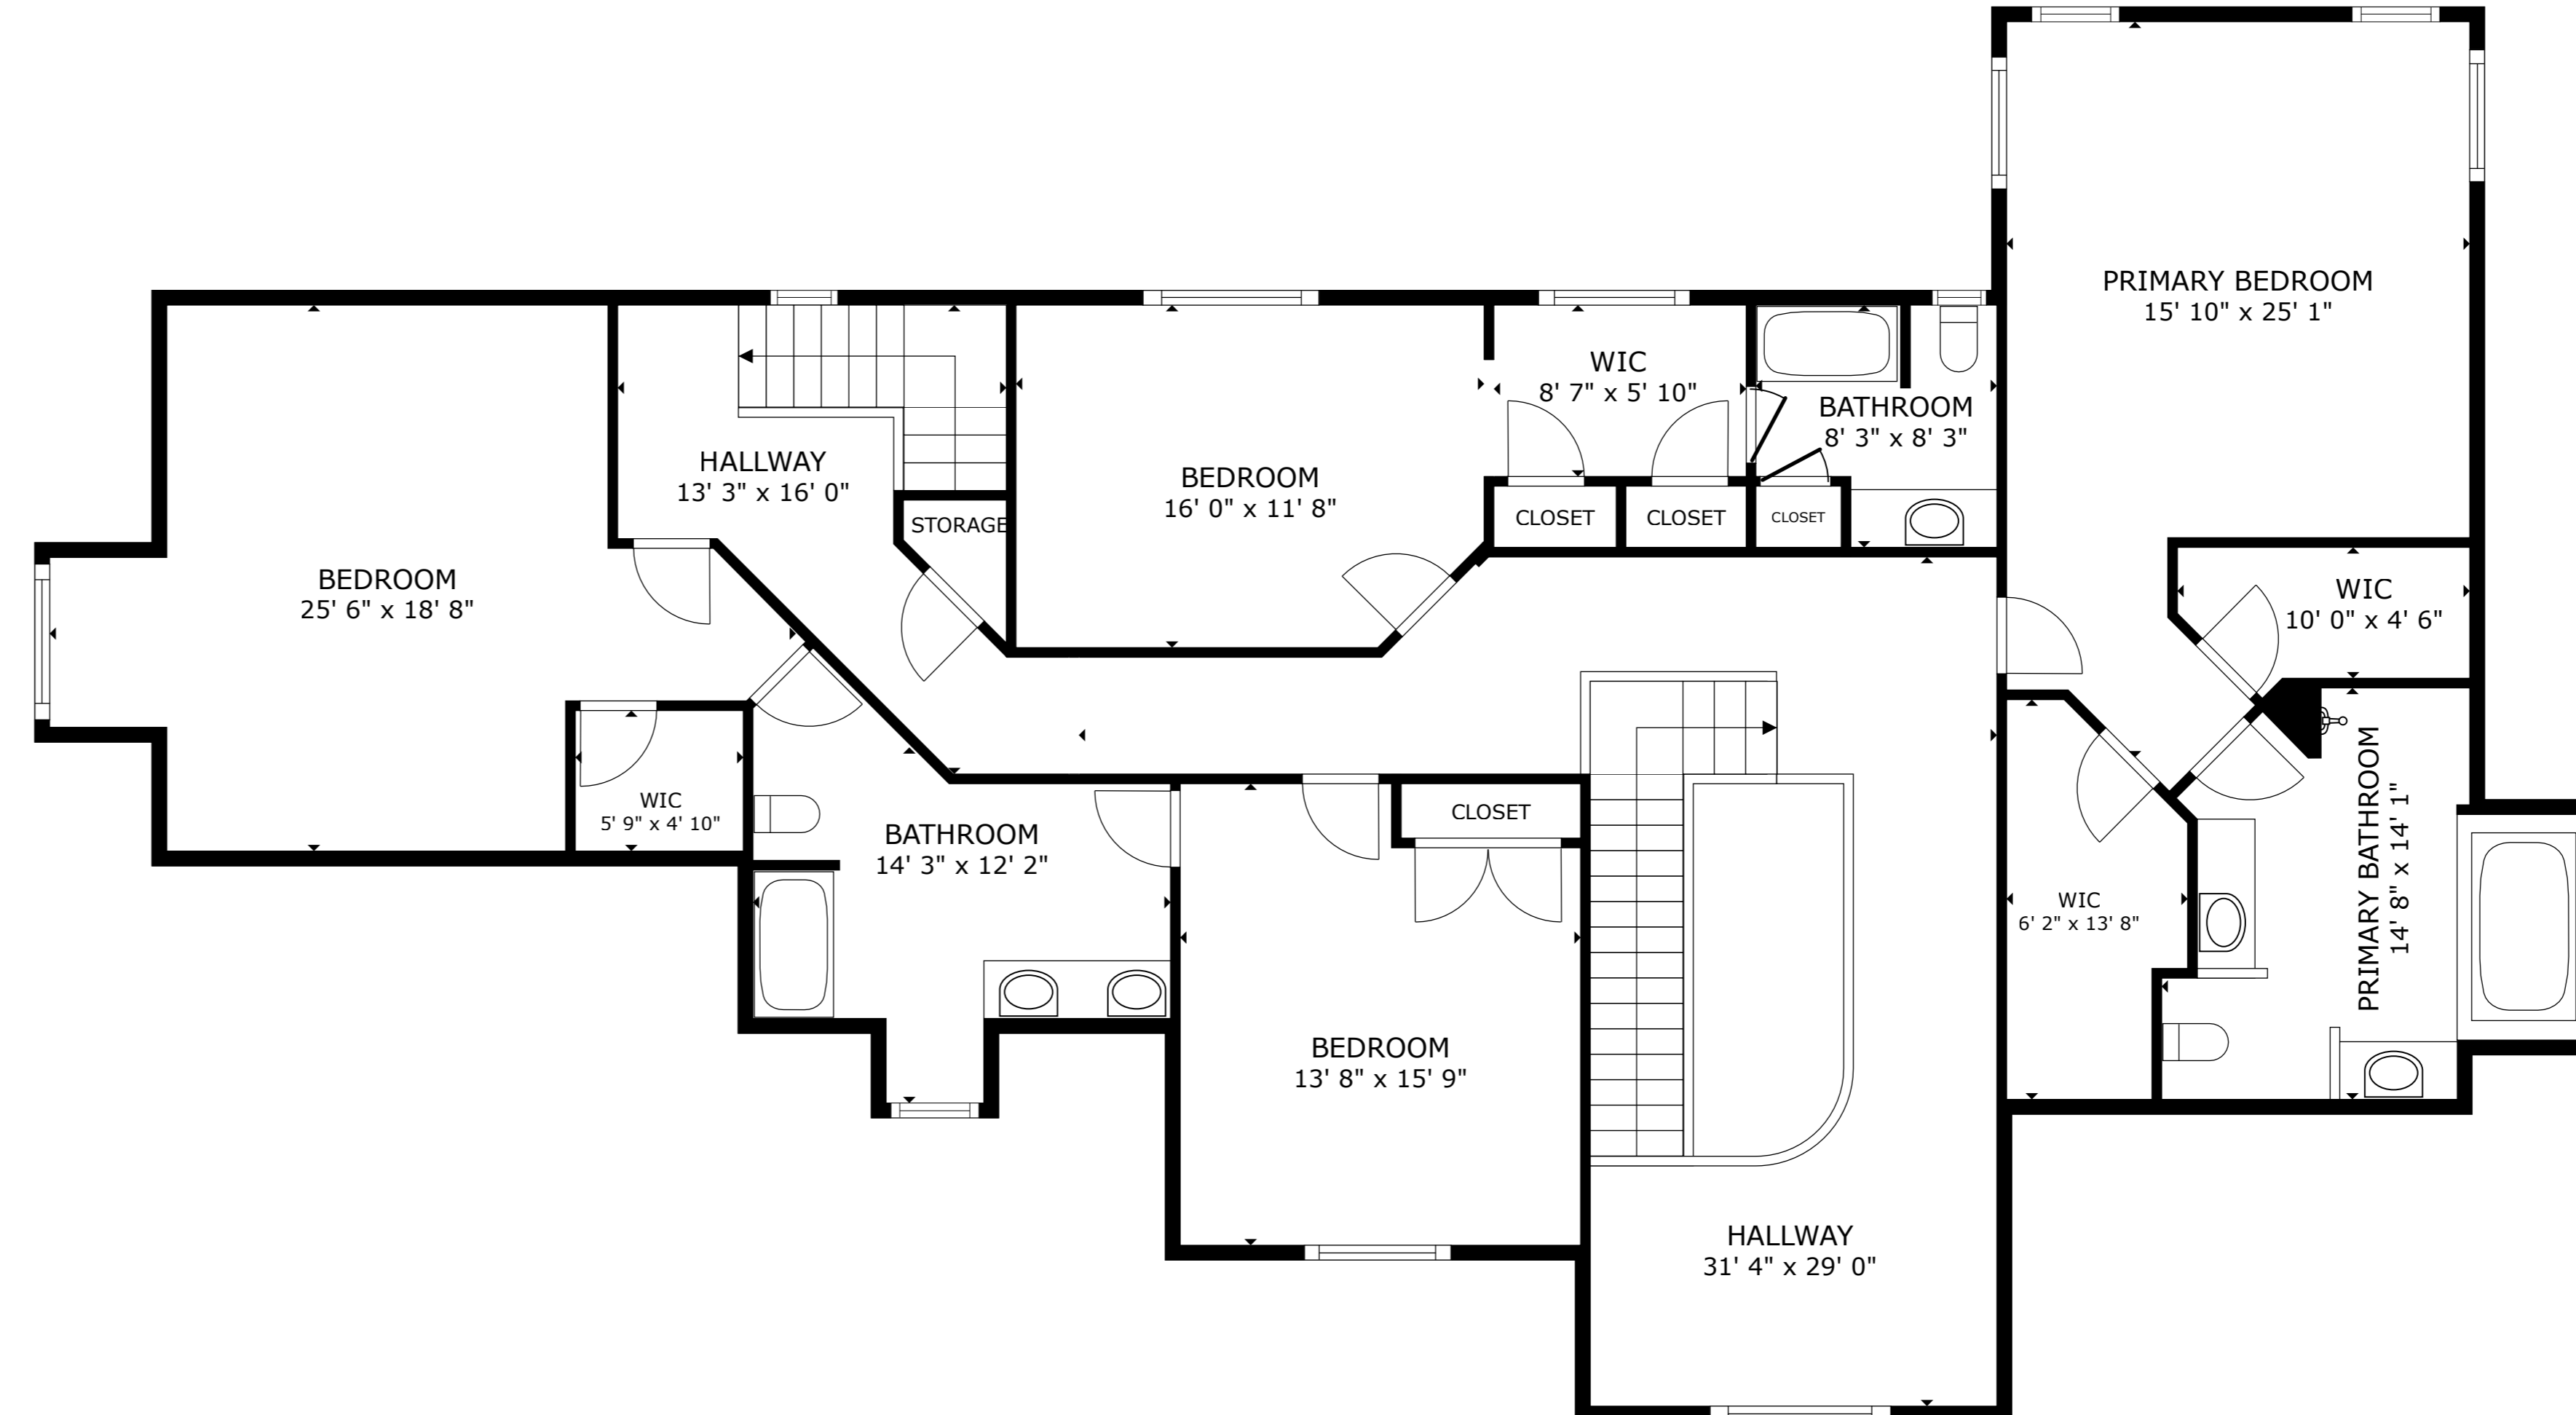 PRIMARY BEDROOM
15' 10" x 25' 1"
WIC
8' 7" x 5' 10"
BATHROOM
8' 3" x 8' 3"
HALLWAY
13' 3" x 16' 0"
BEDROOM
16' 0" x 11' 8"
STORAGE
CLOSET
CLOSET
CLOSET
BEDROOM
25' 6" x 18' 8"
WIC
10' 0" x 4' 6"
WIC
5' 9" x 4' 10"
BATHROOM
14' 3" x 12' 2"
CLOSET
WIC
6' 2" x 13' 8"
PRIMARY BATHROOM
14' 8" x 14' 1"
BEDROOM
13' 8" x 15' 9"
HALLWAY
31' 4" x 29' 0"